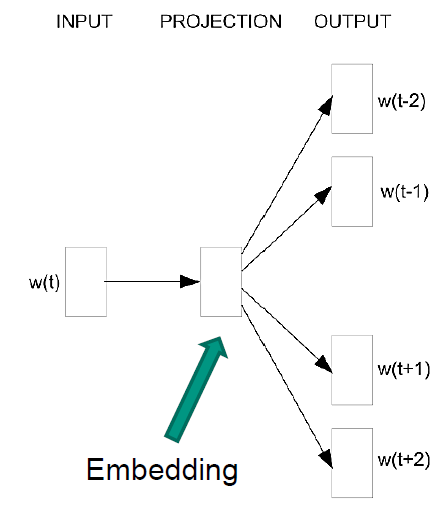 INPUT PROJECTION OUTPUT
w(t-2)
w(t-1)
w(t)
w(t+1)
Embedding
w(t+2)